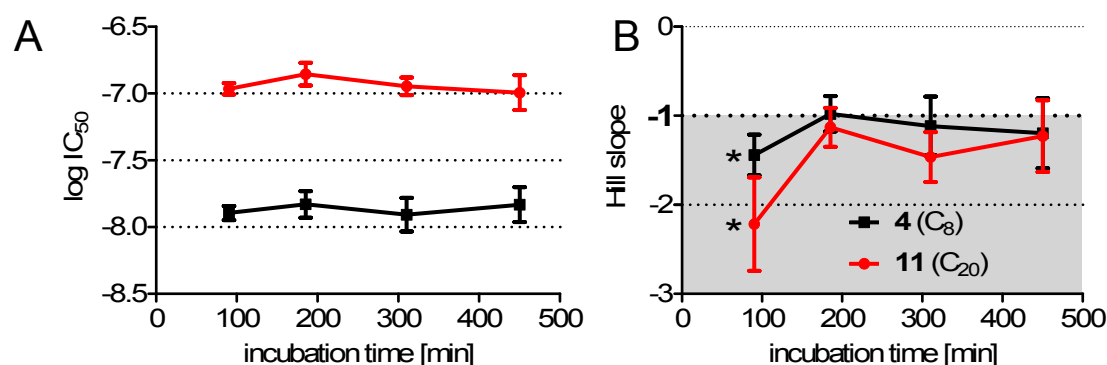 A
log IC50
-6.5
-7.0
-7.5
-8.0
-8.5
0 100 200 300 400 500
incubation time [min]
B
Hill slope
0
-1
-2
-3
*
*
4 (C8)
11 (C20)
0 100 200 300 400 500
incubation time [min]